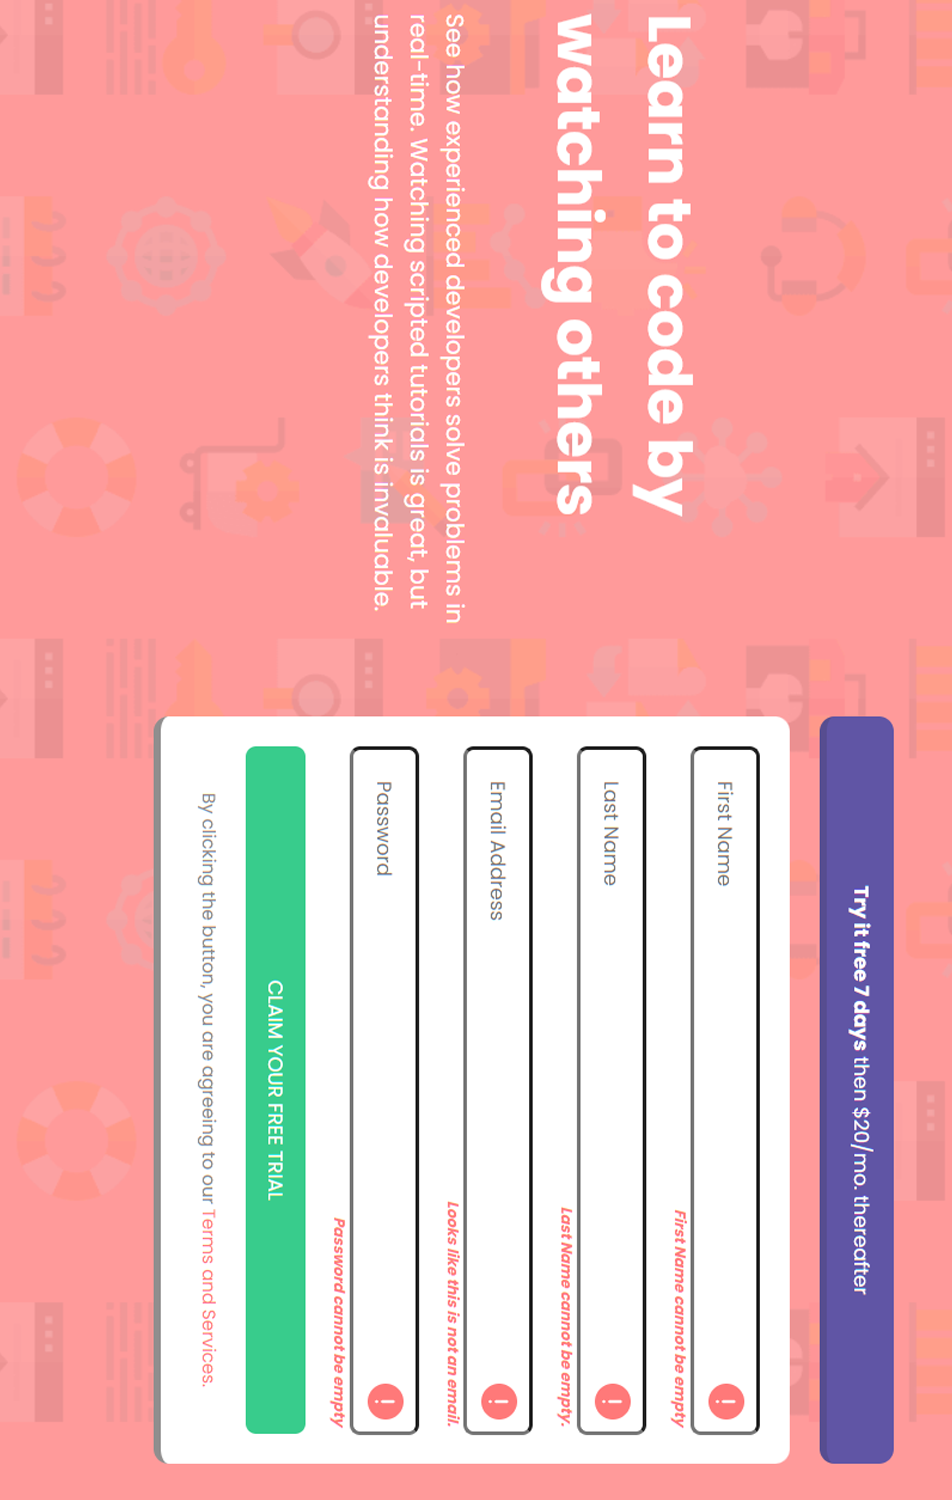 Learn to code by
watching others
See how experienced developers solve problems in
real-time. Watching scripted tutorials is great, but
understanding how developers think is invaluable.
Try it free 7 days then $20/mo. thereafter
First Name
First Name cannot be empty
Last Name
Last Name cannot be empty.
Email Address
Looks like this is not an email.
Password
Password cannot be empty
CLAIM YOUR FREE TRIAL
By clicking the button, you are agreeing to our Terms and Services.